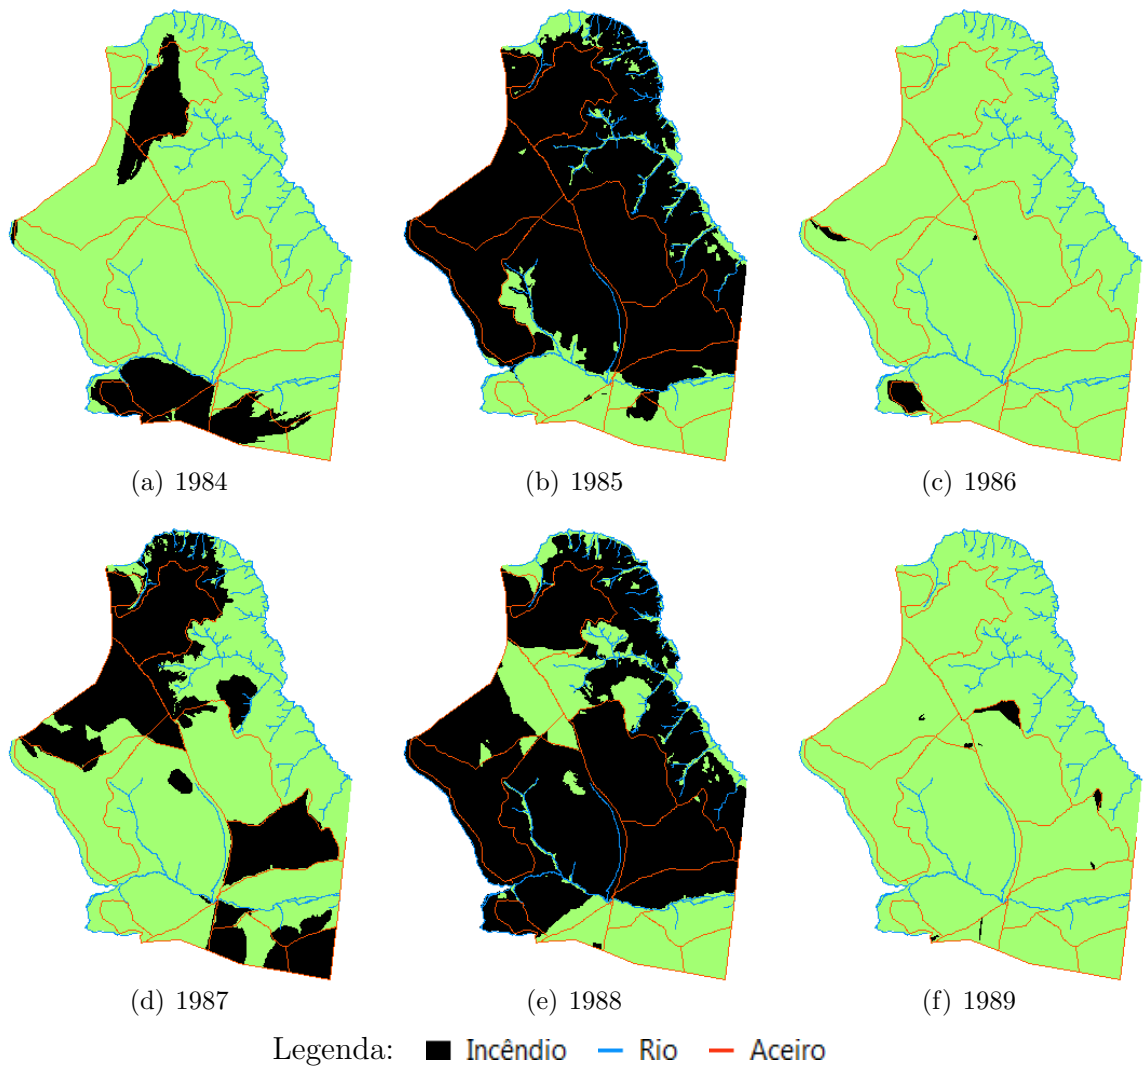 (a) 1984
(b) 1985
(c) 1986
(d) 1987
(e) 1988
(f) 1989
Legenda: Incêndio Rio Aceiro